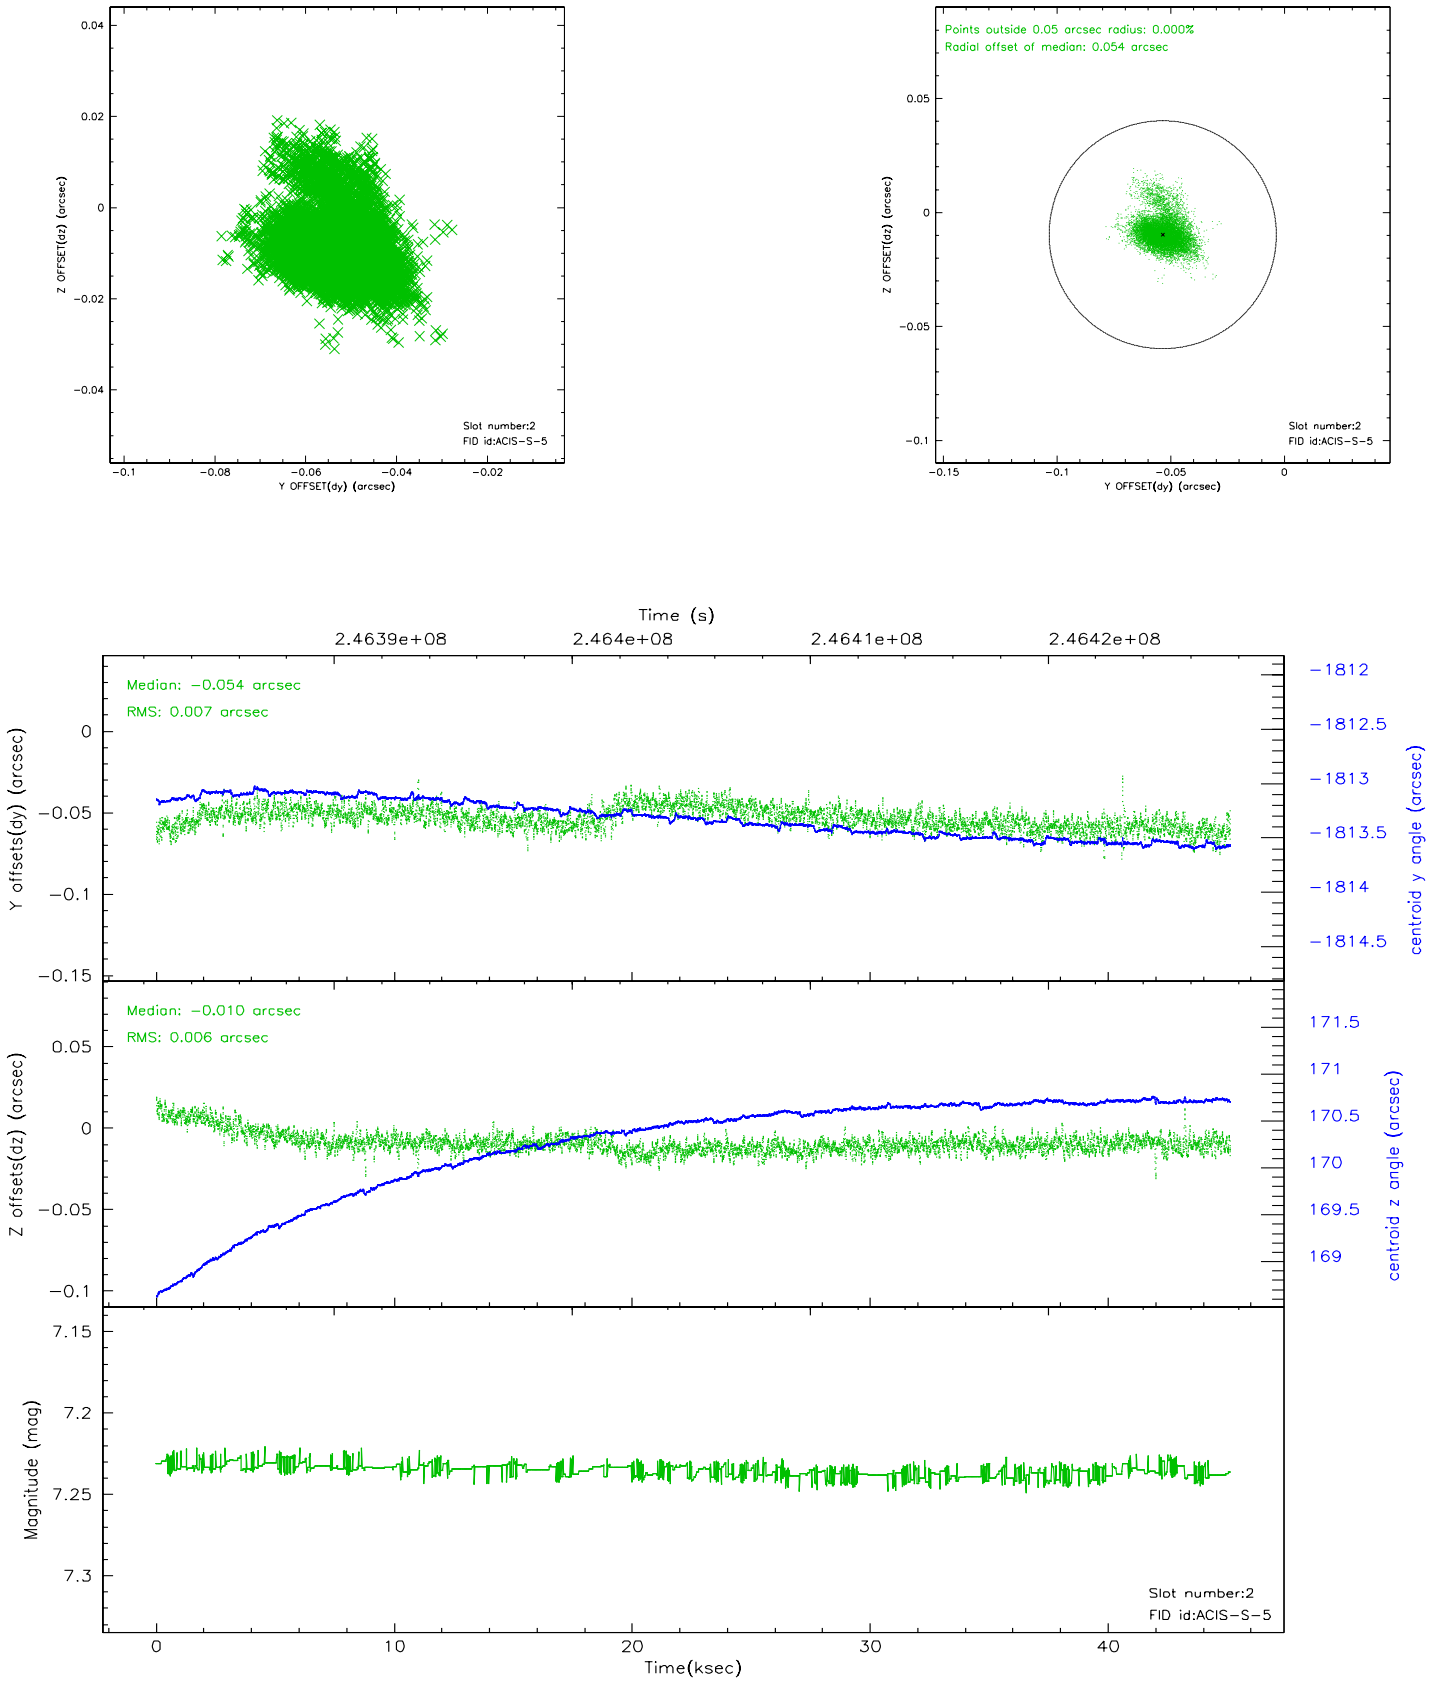 0.04
0.02
0
−0.02
−0.04
Z OFFSET(dz) (arcsec)
Slot number:2
FID id:ACIS−S−5
−0.1 −0.08 −0.06 −0.04 −0.02
Y OFFSET(dy) (arcsec)
Points outside 0.05 arcsec radius: 0.000%
Radial offset of median: 0.054 arcsec
0.05
0
−0.05
−0.1
Z OFFSET(dz) (arcsec)
Slot number:2
FID id:ACIS−S−5
−0.15 −0.1 −0.05 0
Y OFFSET(dy) (arcsec)
Time (s)
2.4639e+08 2.464e+08 2.4641e+08 2.4642e+08
Median: −0.054 arcsec
RMS: 0.007 arcsec
0
−0.05
−0.1
−0.15
Y offsets(dy) (arcsec)
−1812
−1812.5
−1813
−1813.5
−1814
−1814.5
centroid y angle (arcsec)
Median: −0.010 arcsec
RMS: 0.006 arcsec
0.05
0
−0.05
−0.1
Z offsets(dz) (arcsec)
171.5
171
170.5
170
169.5
169
centroid z angle (arcsec)
7.15
7.2
7.25
7.3
Magnitude (mag)
Slot number:2
FID id:ACIS−S−5
0 10 20 30 40
Time(ksec)